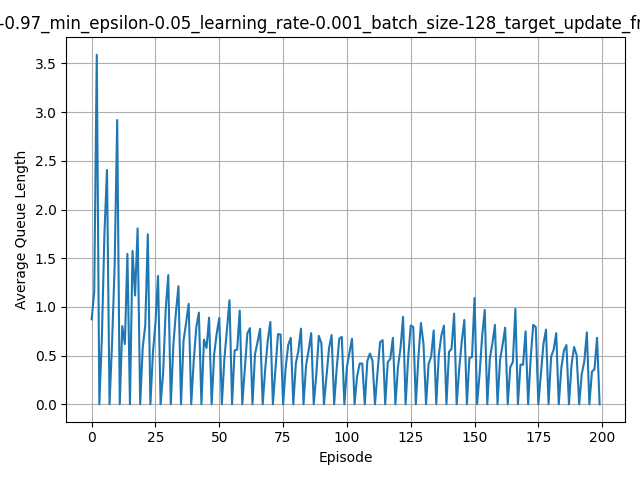 -0.97_min_epsilon-0.05_learning_rate-0.001_batch_size-128_target_update_fr
3.5
3.0
2.5
2.0
1.5
1.0
0.5
0.0
Average Queue Length
0 25 50 75 100 125 150 175 200
Episode